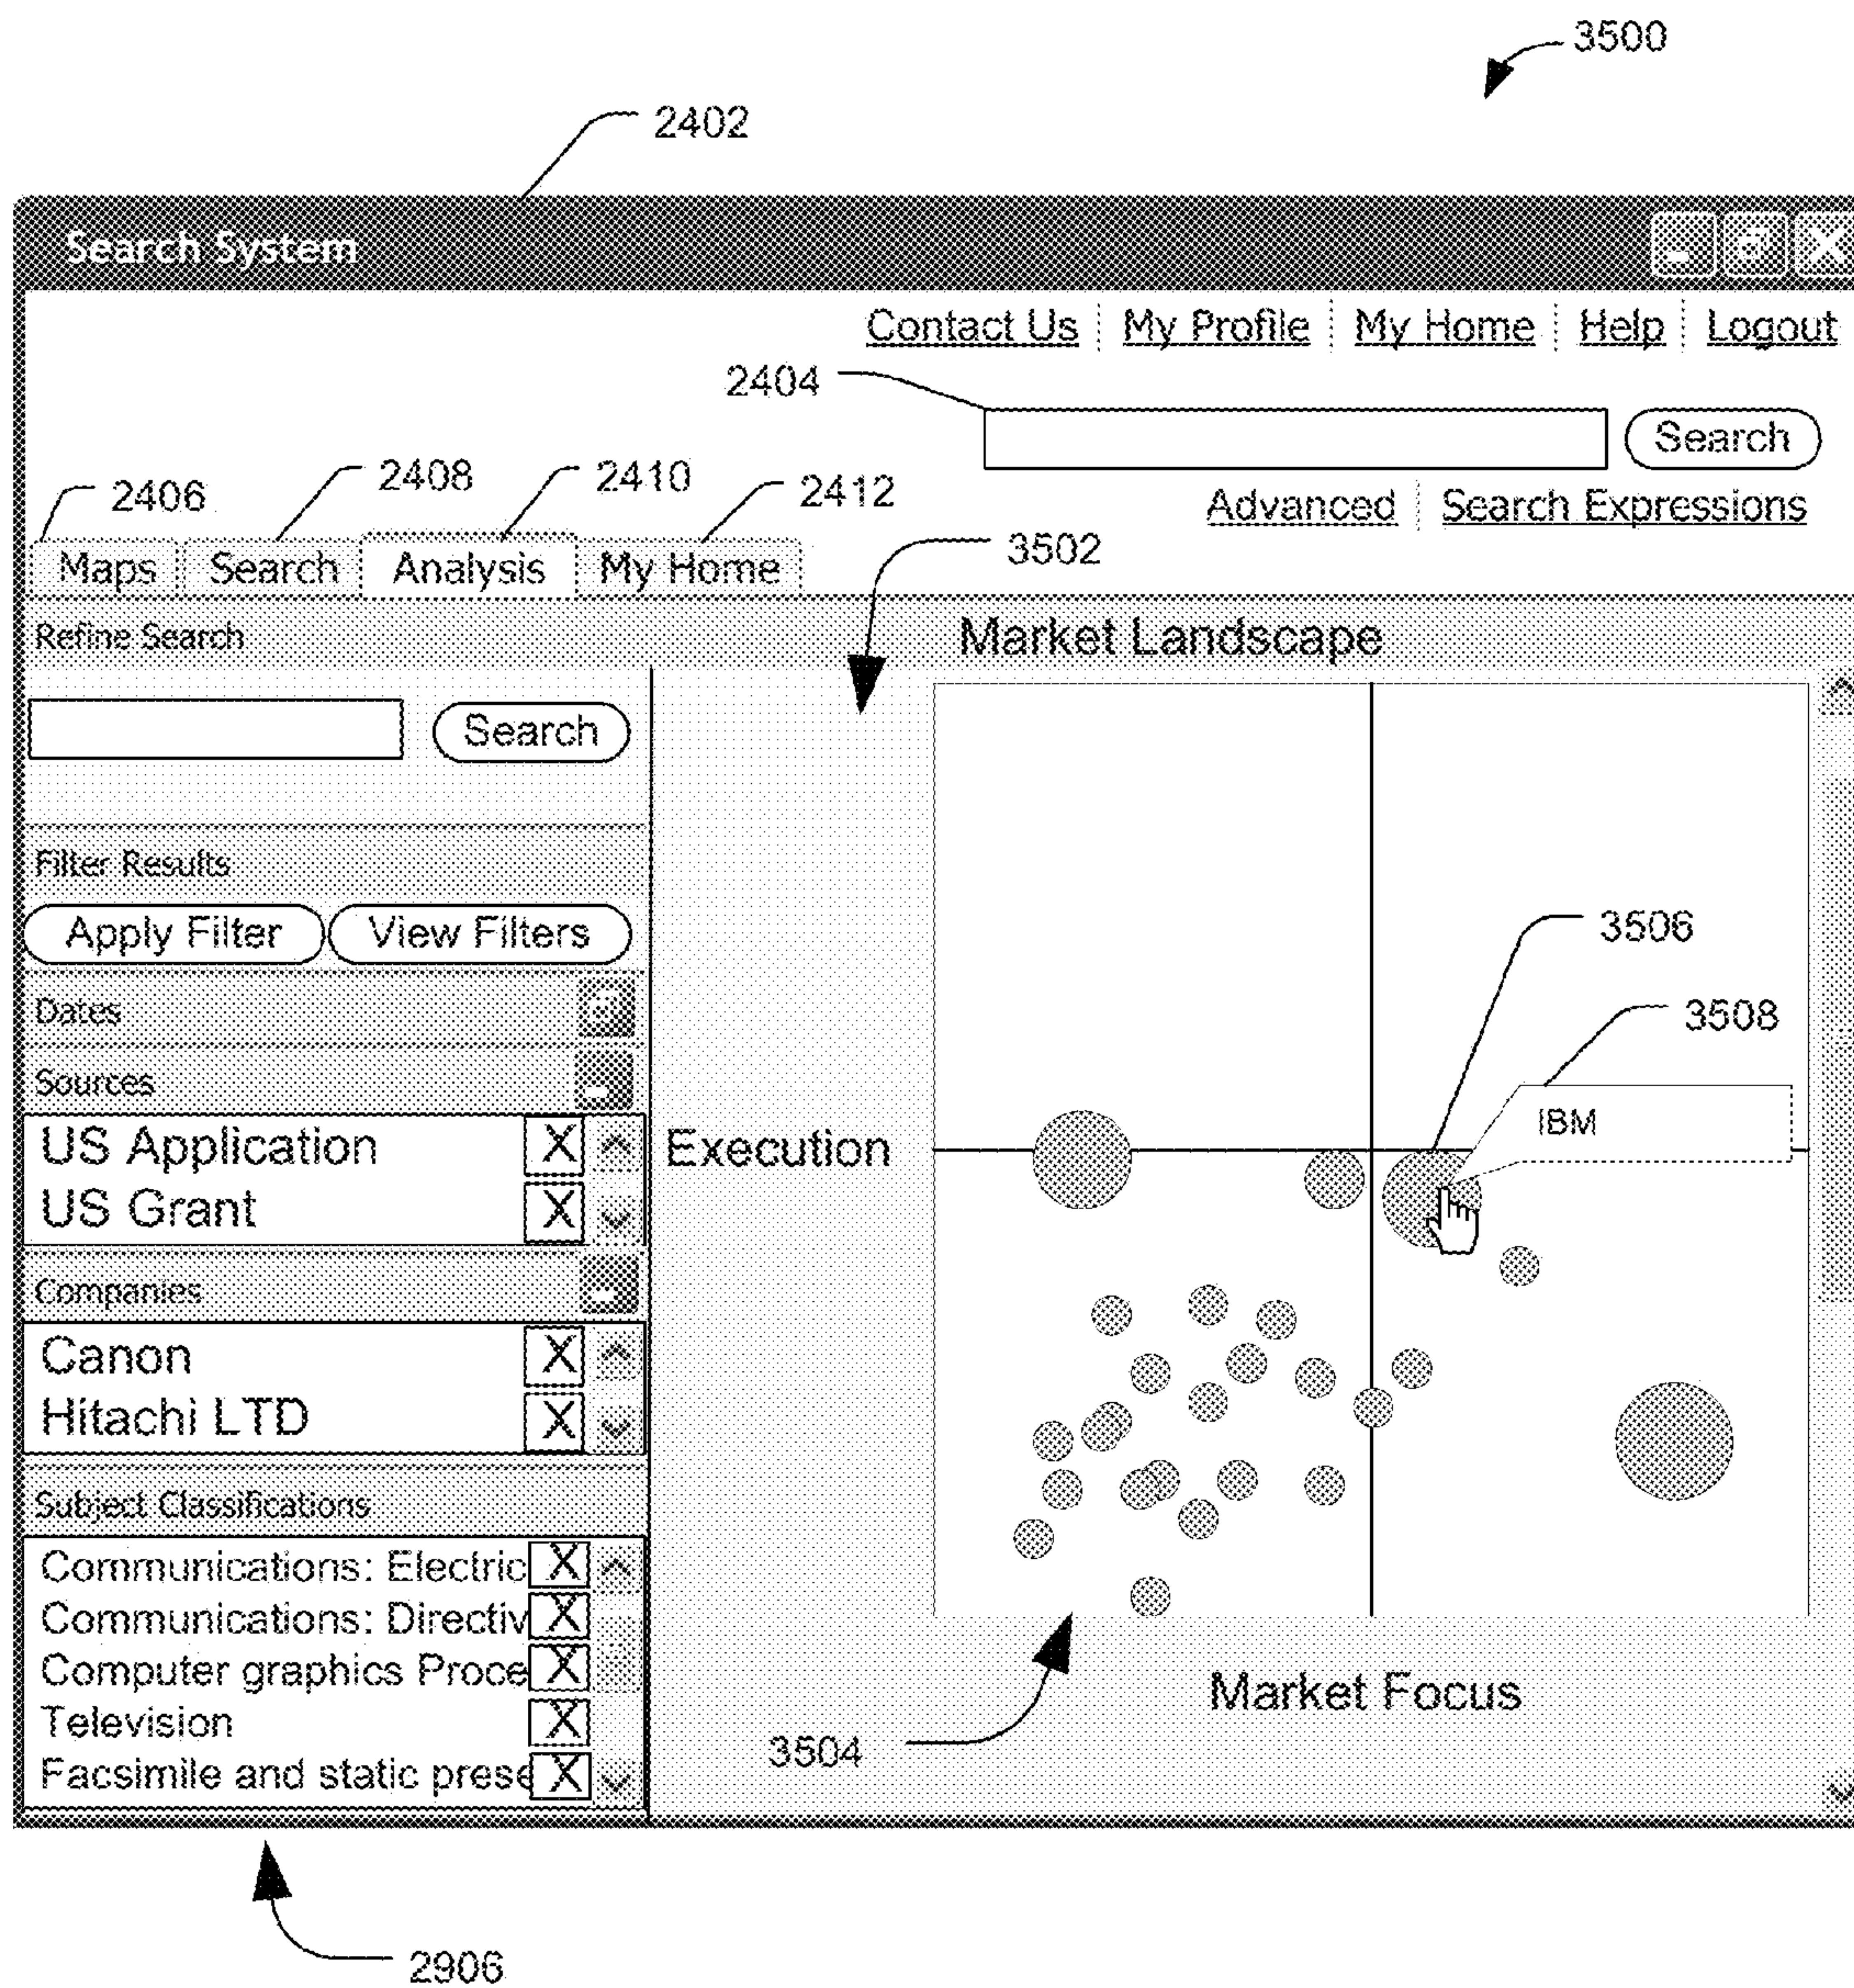 3500
2402
Search System
Contact Us My Profile My Home Help Logout
2404
Search
2406 2408 2410 2412
Advanced Search Expressions
3502
Maps Search Analysis My Home
Refine Search
Market Landscape
Search
Filter Results
Apply Filter View Filters
3506
Dates
3508
Sources
US Application X
IBM
Execution
US Grant X
Companies
Canon X
Hitachi LTD X
Subject Classifications
Communications: Electric X
Communications: Directiv X
Computer graphics Proce X
Market Focus
Television X
3504
Facsimile and static prese X
2906